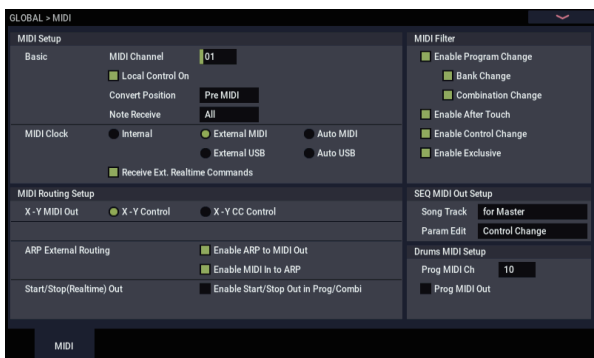 GLOBAL > MIDI
MIDI Setup
Basic
MIDI Channel
01
Local Control On
Convert Position
Pre MIDI
Note Receive
All
MIDI Clock
Internal
External MIDI
Auto MIDI
External USB
Auto USB
Receive Ext. Realtime Commands
MIDI Filter
Enable Program Change
Bank Change
Combination Change
Enable After Touch
Enable Control Change
Enable Exclusive
MIDI Routing Setup
X -Y MIDI Out
X -Y Control
X -Y CC Control
ARP External Routing
Enable ARP to MIDI Out
Enable MIDI In to ARP
Start/Stop(Realtime) Out
Enable Start/Stop Out in Prog/Combi
SEQ MIDI Out Setup
Song Track
for Master
Param Edit
Control Change
Drums MIDI Setup
Prog MIDI Ch
10
Prog MIDI Out
MIDI